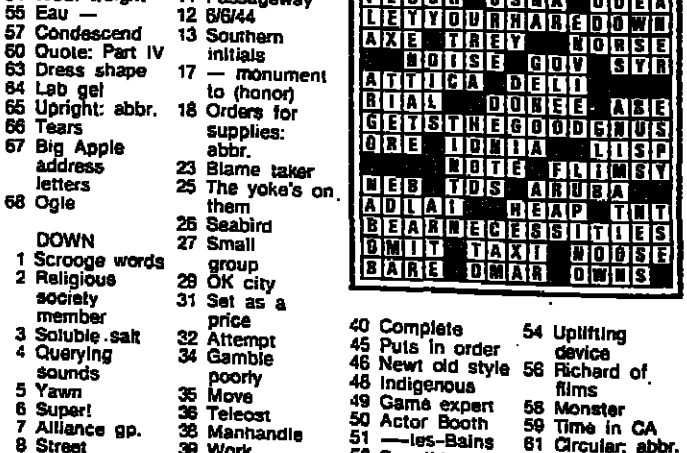 55 Eau —
57 Condescend
60 Quote: Part IV
63 Dress shape
64 Lab gel
65 Upright: abbr.
66 Tears
67 Big Apple
address
letters
68 Ogle
DOWN
1 Scrooge words
2 Religious
society
member
3 Soluble salt
4 Querying
sounds
5 Yawn
6 Super!
7 Alliance gp.
8 Street
12 6/6/44
13 Southern
initials
17 — monument
to (honor)
18 Orders for
supplies:
abbr.
23 Blame taker
25 The yoke's on
them
26 Seabird
27 Small
group
29 OK city
31 Set as a
price
32 Attempt
34 Gamble
poorly
35 Move
36 Teleost
38 Manhandle
39 Work
LETYOURHAREDOWN
AXE TREY NORSE
NOISE GOV SYR
ATTICA DELI
RIAL DONEE ASE
GETSTHEGOODGNUS
ORE IONIA LISP
NOTE FLIMSY
NEB TDS ARUBA
ADLAI HEAP TNT
BEARNECESSITIES
OMIT TAXI NOOSE
BARE OMAR OWNS
40 Complete
45 Puts in order
46 Newt old style
48 Indigenous
49 Game expert
50 Actor Booth
51 —-les-Bains
54 Uplifting
device
56 Richard of
films
58 Monster
59 Time in CA
61 Circular: abbr.